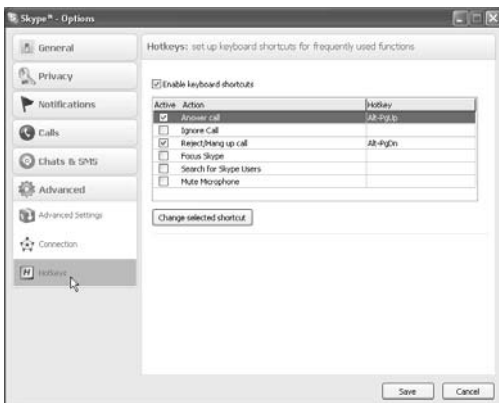 Skype™ - Options
General
Privacy
Notifications
Calls
Chats & SMS
Advanced
Advanced Settings
Connection
Hotkeys
Hotkeys: set up keyboard shortcuts for frequently used functions
Enable keyboard shortcuts
Active Action Hotkey
Answer call Alt-PgUp
Ignore Call
Reject/Hang up call Alt-PgDn
Focus Skype
Search for Skype Users
Mute Microphone
Change selected shortcut
Save Cancel